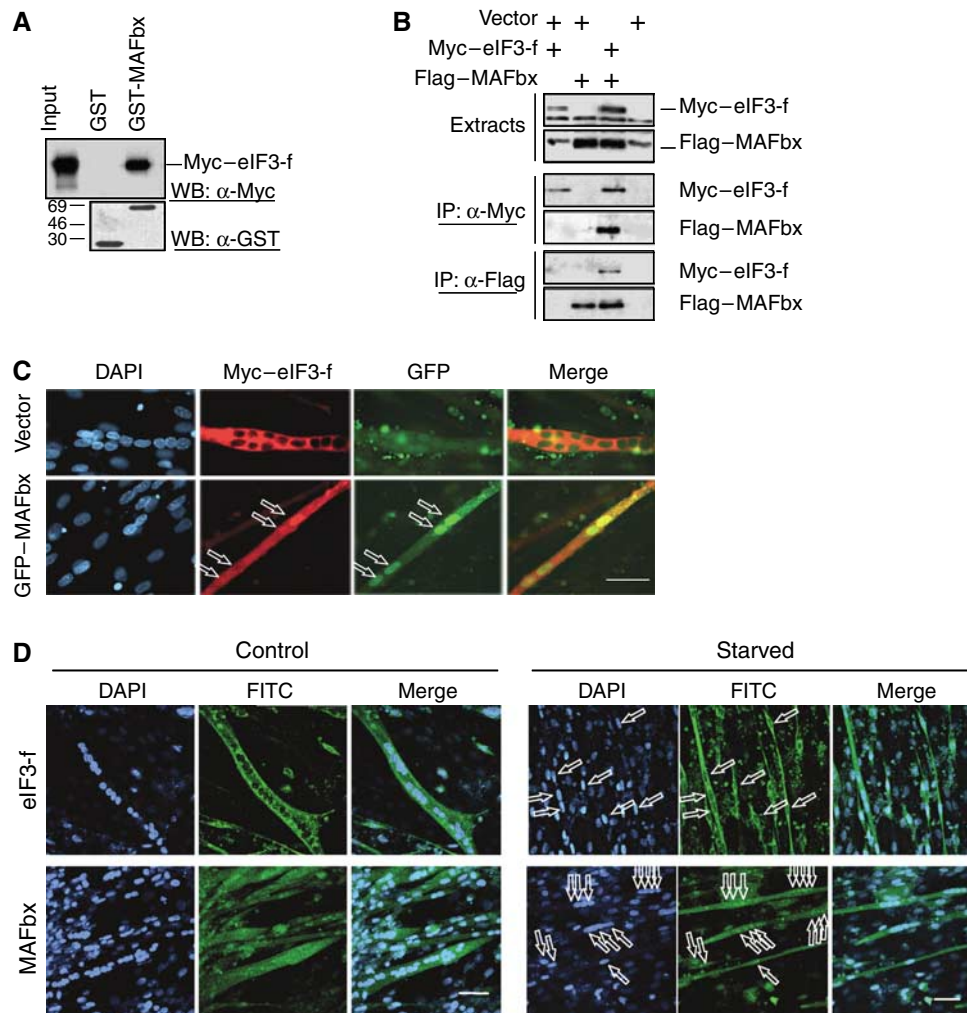 A
Input
GST
GST-MAFbx
Myc–eIF3-f
WB: α-Myc
69
46
30
WB: α-GST
B
Vector + + +
Myc–eIF3-f + +
Flag–MAFbx + +
Extracts
Myc–eIF3-f
Flag–MAFbx
IP: α-Myc
Myc–eIF3-f
Flag–MAFbx
IP: α-Flag
Myc–eIF3-f
Flag–MAFbx
C
DAPI Myc–eIF3-f GFP Merge
Vector
GFP–MAFbx
D
Control Starved
DAPI FITC Merge DAPI FITC Merge
eIF3-f
MAFbx